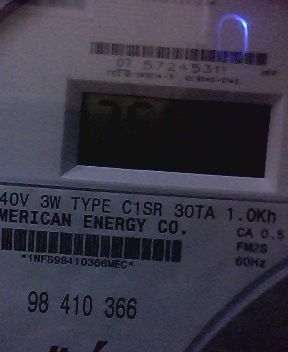 07 57245311
40V 3W TYPE C1SR 30TA 1.0Kh
MERICAN ENERGY CO.
CA 0.5
FM2S
*1NFS98410366MEC*
60Hz
98 410 366